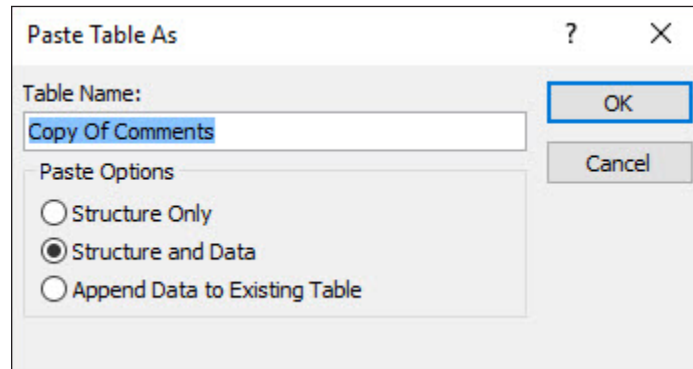 Paste Table As ?
Table Name:
OK
Copy Of Comments
Cancel
Paste Options
Structure Only
Structure and Data
Append Data to Existing Table